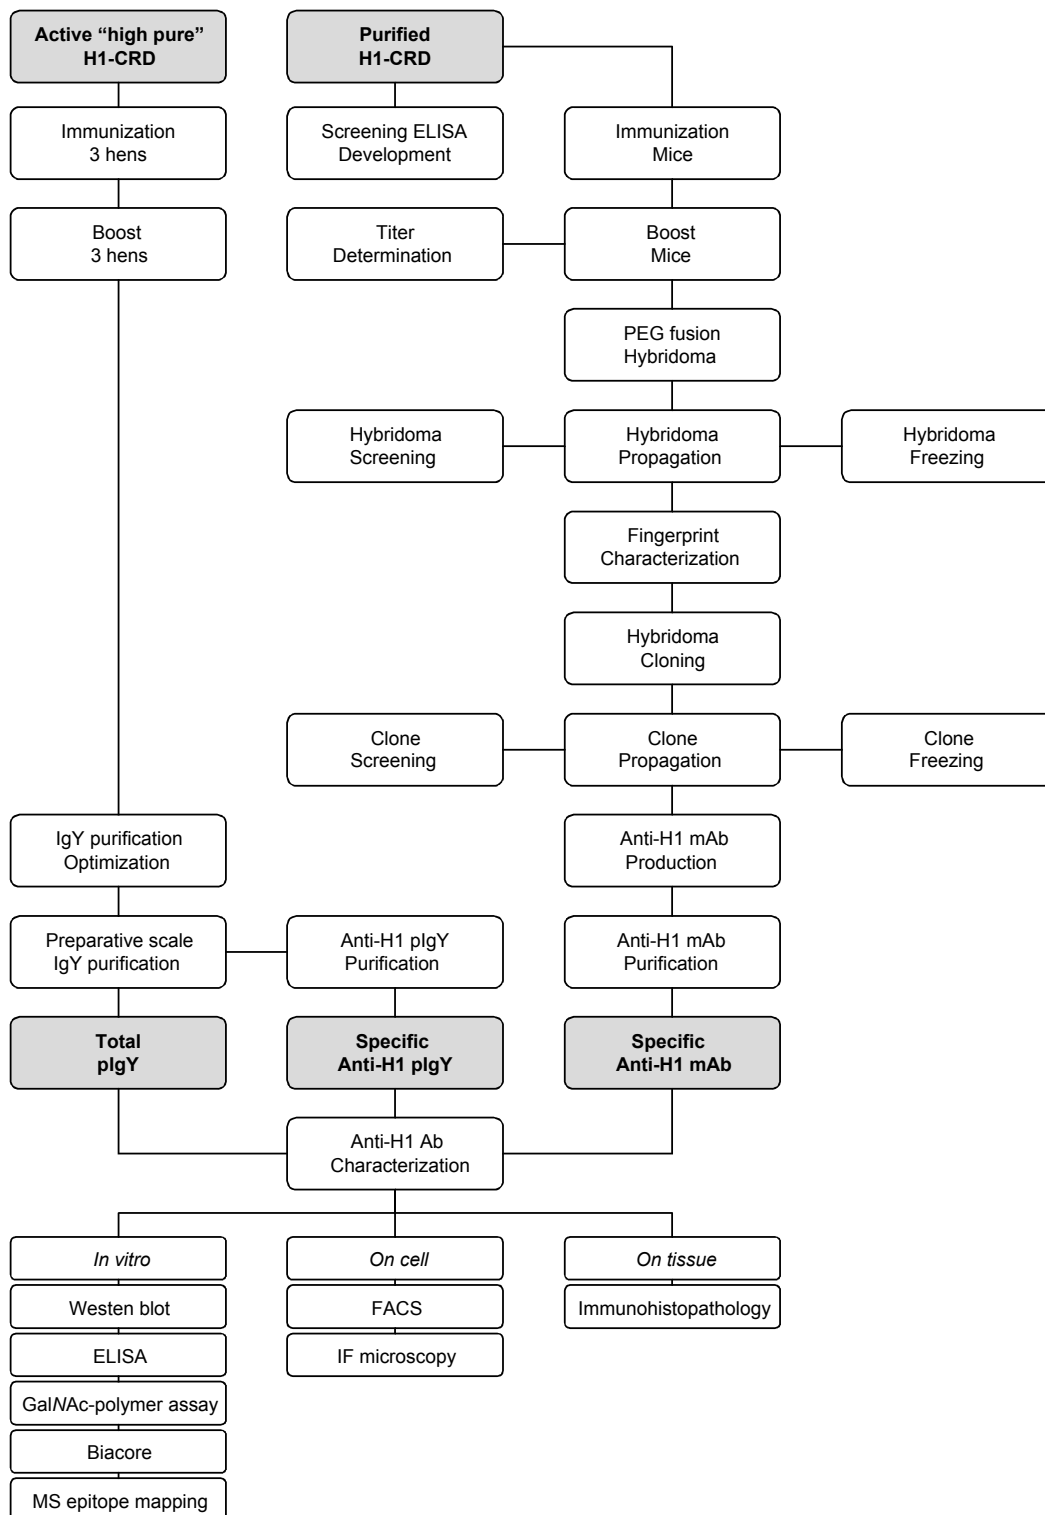 Active “high pure”
H1-CRD
Purified
H1-CRD
Immunization
3 hens
Screening ELISA
Development
Immunization
Mice
Boost
3 hens
Titer
Determination
Boost
Mice
PEG fusion
Hybridoma
Hybridoma
Screening
Hybridoma
Propagation
Hybridoma
Freezing
Fingerprint
Characterization
Hybridoma
Cloning
Clone
Screening
Clone
Propagation
Clone
Freezing
IgY purification
Optimization
Anti-H1 mAb
Production
Preparative scale
IgY purification
Anti-H1 pIgY
Purification
Anti-H1 mAb
Purification
Total
pIgY
Specific
Anti-H1 pIgY
Specific
Anti-H1 mAb
Anti-H1 Ab
Characterization
In vitro
On cell
On tissue
Westen blot
FACS
Immunohistopathology
ELISA
IF microscopy
GalNAc-polymer assay
Biacore
MS epitope mapping